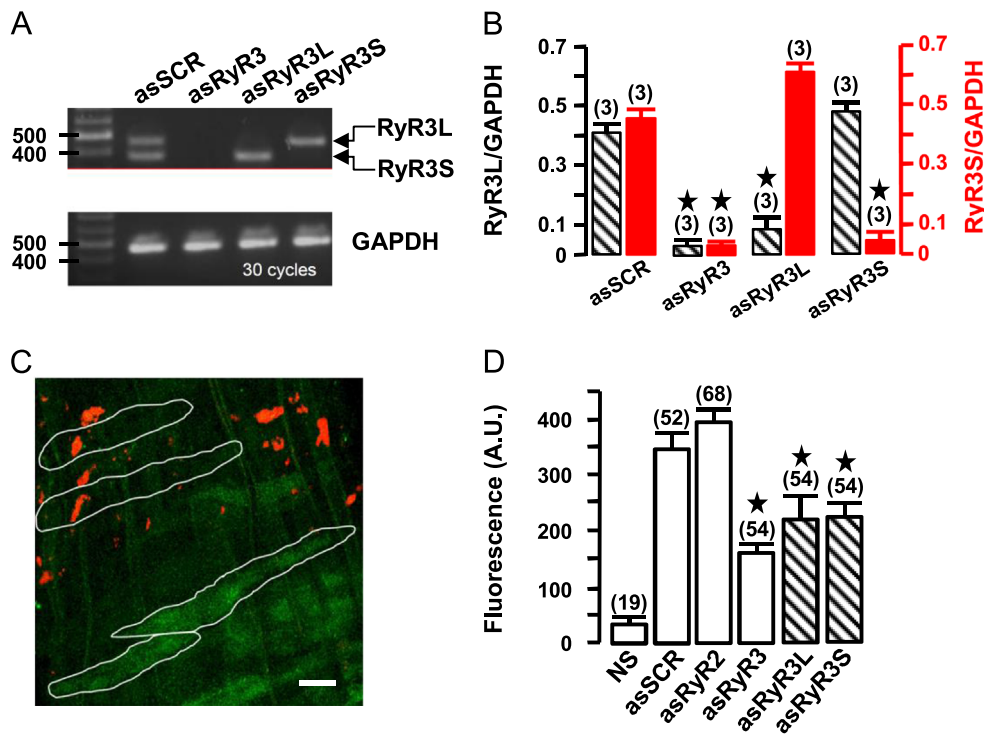 A
asSCR
asRyR3
asRyR3L
asRyR3S
500
400
RyR3L
RyR3S
500
400
GAPDH
30 cycles
B
RyR3L/GAPDH
0.7
0.5
0.3
0.1
0
(3)
(3)
(3)
(3)
(3)
(3)
(3)
(3)
0.7
0.5
0.3
0.1
0
RyR3S/GAPDH
asSCR
asRyR3
asRyR3L
asRyR3S
C
D
Fluorescence (A.U.)
400
300
200
100
0
(19)
(52)
(68)
(54)
(54)
(54)
NS
asSCR
asRyR2
asRyR3
asRyR3L
asRyR3S